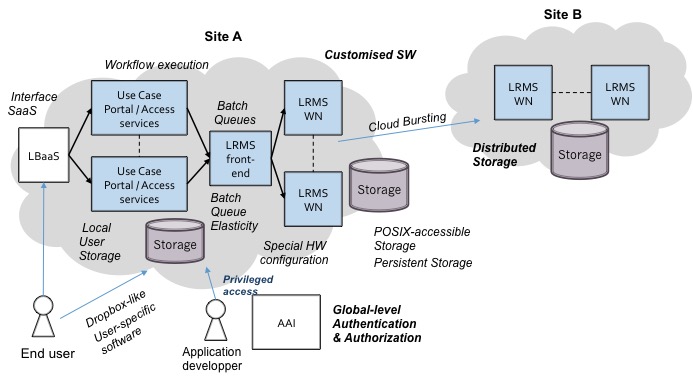 Site A
Site B
Customised SW
Workflow execution
Interface
SaaS
Use Case
Portal / Access
services
Batch
Queues
LRMS
WN
LRMS
WN
LRMS
WN
Cloud Bursting
LBaaS
LRMS
front-
end
Distributed
Storage
Storage
Use Case
Portal / Access
services
LRMS
WN
Storage
Batch
Queue
Elasticity
Local
User
Storage
Storage
Special HW
configuration
POSIX-accessible
Storage
Persistent Storage
Privileged
access
Dropbox-like
User-specific
software
AAI
Global-level
Authentication
& Authorization
End user
Application
developper